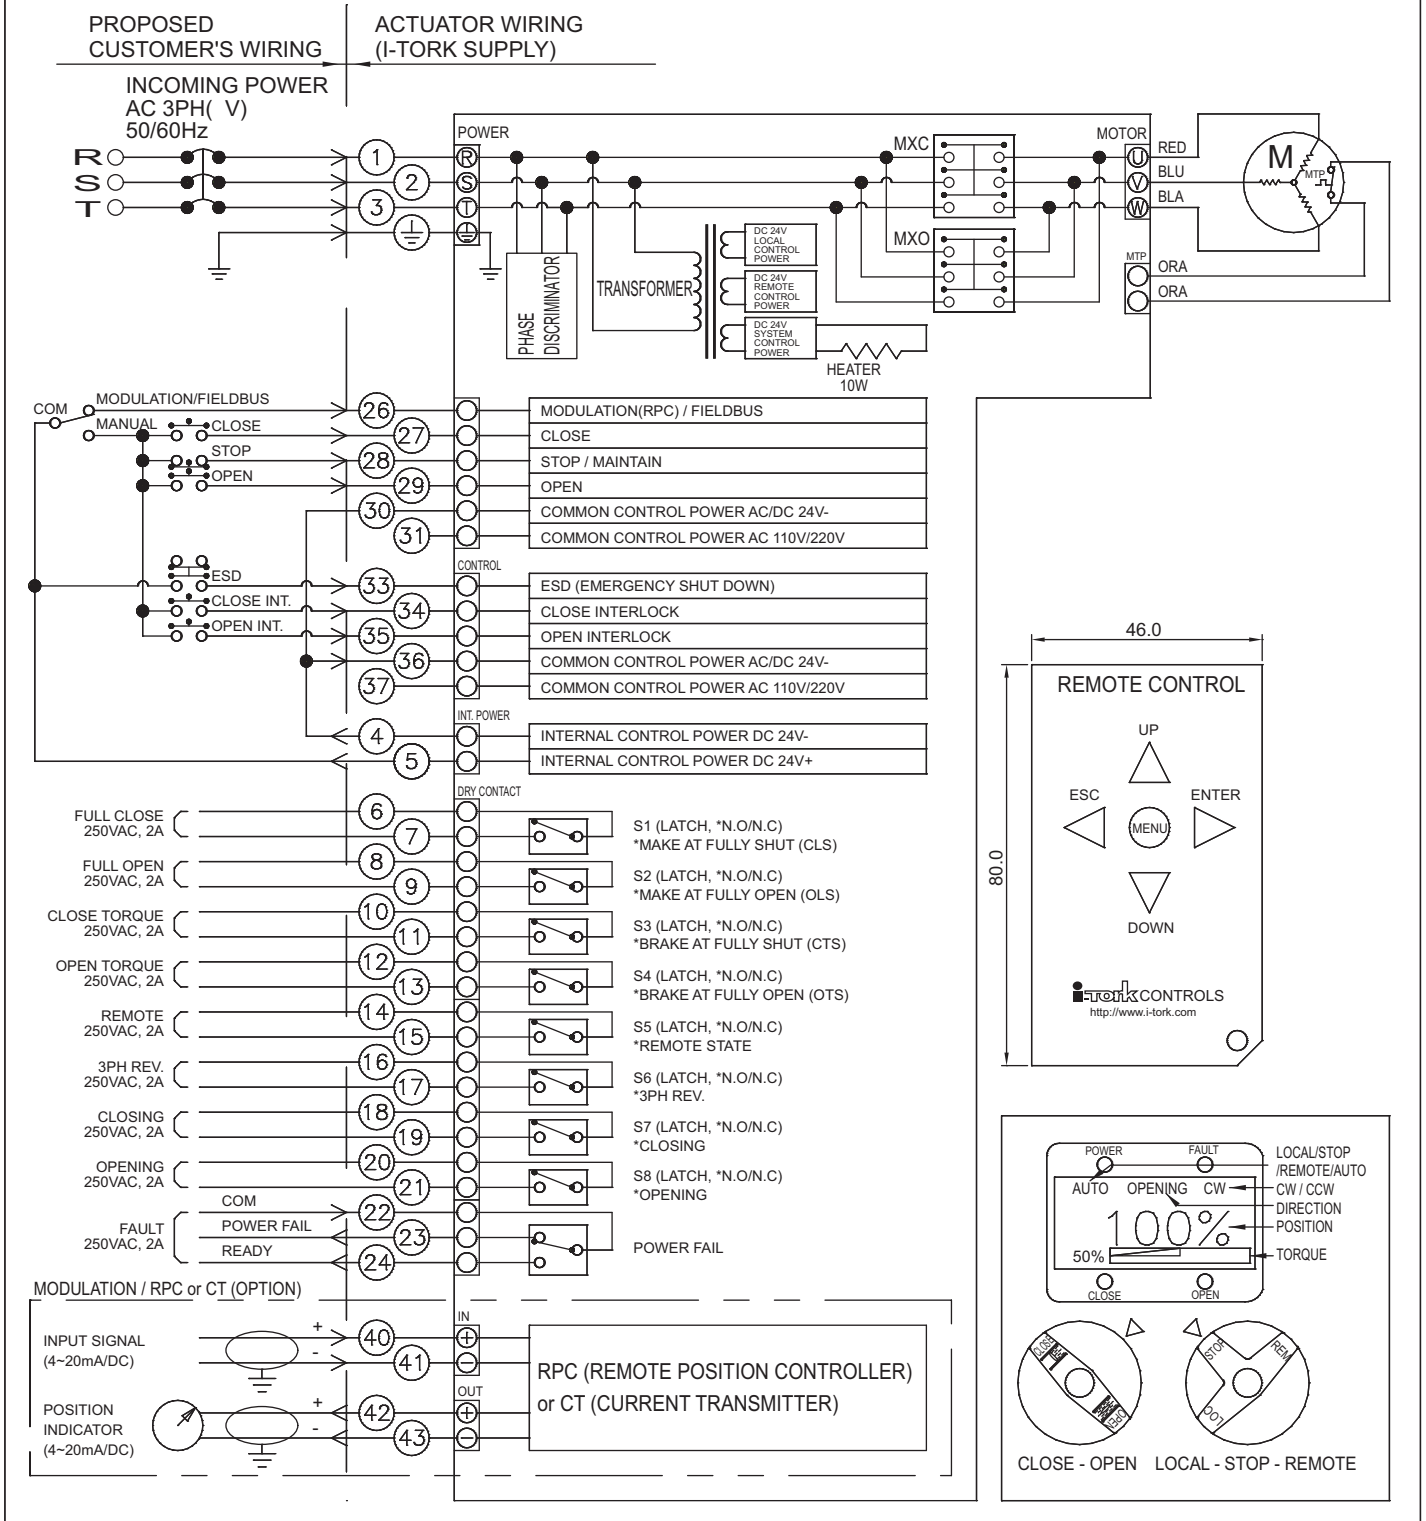 PROPOSED
CUSTOMER'S WIRING
ACTUATOR WIRING
(I-TORK SUPPLY)
INCOMING POWER
AC 3PH(   V)
50/60Hz
R
S
T
1
2
3
POWER
R
S
T
PHASE
DISCRIMINATOR
TRANSFORMER
DC 24V
LOCAL
CONTROL
POWER
DC 24V
REMOTE
CONTROL
POWER
DC 24V
SYSTEM
CONTROL
POWER
HEATER
10W
MXC
MXO
MOTOR
U
V
W
RED
BLU
BLA
M
MTP
MTP
ORA
ORA
COM
MODULATION/FIELDBUS
MANUAL
CLOSE
STOP
OPEN
26
27
28
29
30
31
MODULATION(RPC) / FIELDBUS
CLOSE
STOP / MAINTAIN
OPEN
COMMON CONTROL POWER AC/DC 24V-
COMMON CONTROL POWER AC 110V/220V
CONTROL
ESD
CLOSE INT.
OPEN INT.
33
34
35
36
37
ESD (EMERGENCY SHUT DOWN)
CLOSE INTERLOCK
OPEN INTERLOCK
COMMON CONTROL POWER AC/DC 24V-
COMMON CONTROL POWER AC 110V/220V
INT. POWER
4
5
INTERNAL CONTROL POWER DC 24V-
INTERNAL CONTROL POWER DC 24V+
DRY CONTACT
FULL CLOSE
250VAC, 2A
6
7
S1 (LATCH, *N.O/N.C)
*MAKE AT FULLY SHUT (CLS)
FULL OPEN
250VAC, 2A
8
9
S2 (LATCH, *N.O/N.C)
*MAKE AT FULLY OPEN (OLS)
CLOSE TORQUE
250VAC, 2A
10
11
S3 (LATCH, *N.O/N.C)
*BRAKE AT FULLY SHUT (CTS)
OPEN TORQUE
250VAC, 2A
12
13
S4 (LATCH, *N.O/N.C)
*BRAKE AT FULLY OPEN (OTS)
REMOTE
250VAC, 2A
14
15
S5 (LATCH, *N.O/N.C)
*REMOTE STATE
3PH REV.
250VAC, 2A
16
17
S6 (LATCH, *N.O/N.C)
*3PH REV.
CLOSING
250VAC, 2A
18
19
S7 (LATCH, *N.O/N.C)
*CLOSING
OPENING
250VAC, 2A
20
21
S8 (LATCH, *N.O/N.C)
*OPENING
FAULT
250VAC, 2A
COM
POWER FAIL
READY
22
23
24
POWER FAIL
MODULATION / RPC or CT (OPTION)
INPUT SIGNAL
(4~20mA/DC)
+
-
40
41
IN
+
-
POSITION
INDICATOR
(4~20mA/DC)
+
-
42
43
OUT
+
-
RPC (REMOTE POSITION CONTROLLER)
or CT (CURRENT TRANSMITTER)
46.0
80.0
REMOTE CONTROL
UP
ESC
MENU
ENTER
DOWN
i-Tork CONTROLS
http://www.i-tork.com
POWER
FAULT
AUTO OPENING CW
100%
50%
CLOSE
OPEN
LOCAL/STOP
/REMOTE/AUTO
CW / CCW
DIRECTION
POSITION
TORQUE
CLOSE
OPEN
STOP
REM
LOC
CLOSE - OPEN
LOCAL - STOP - REMOTE